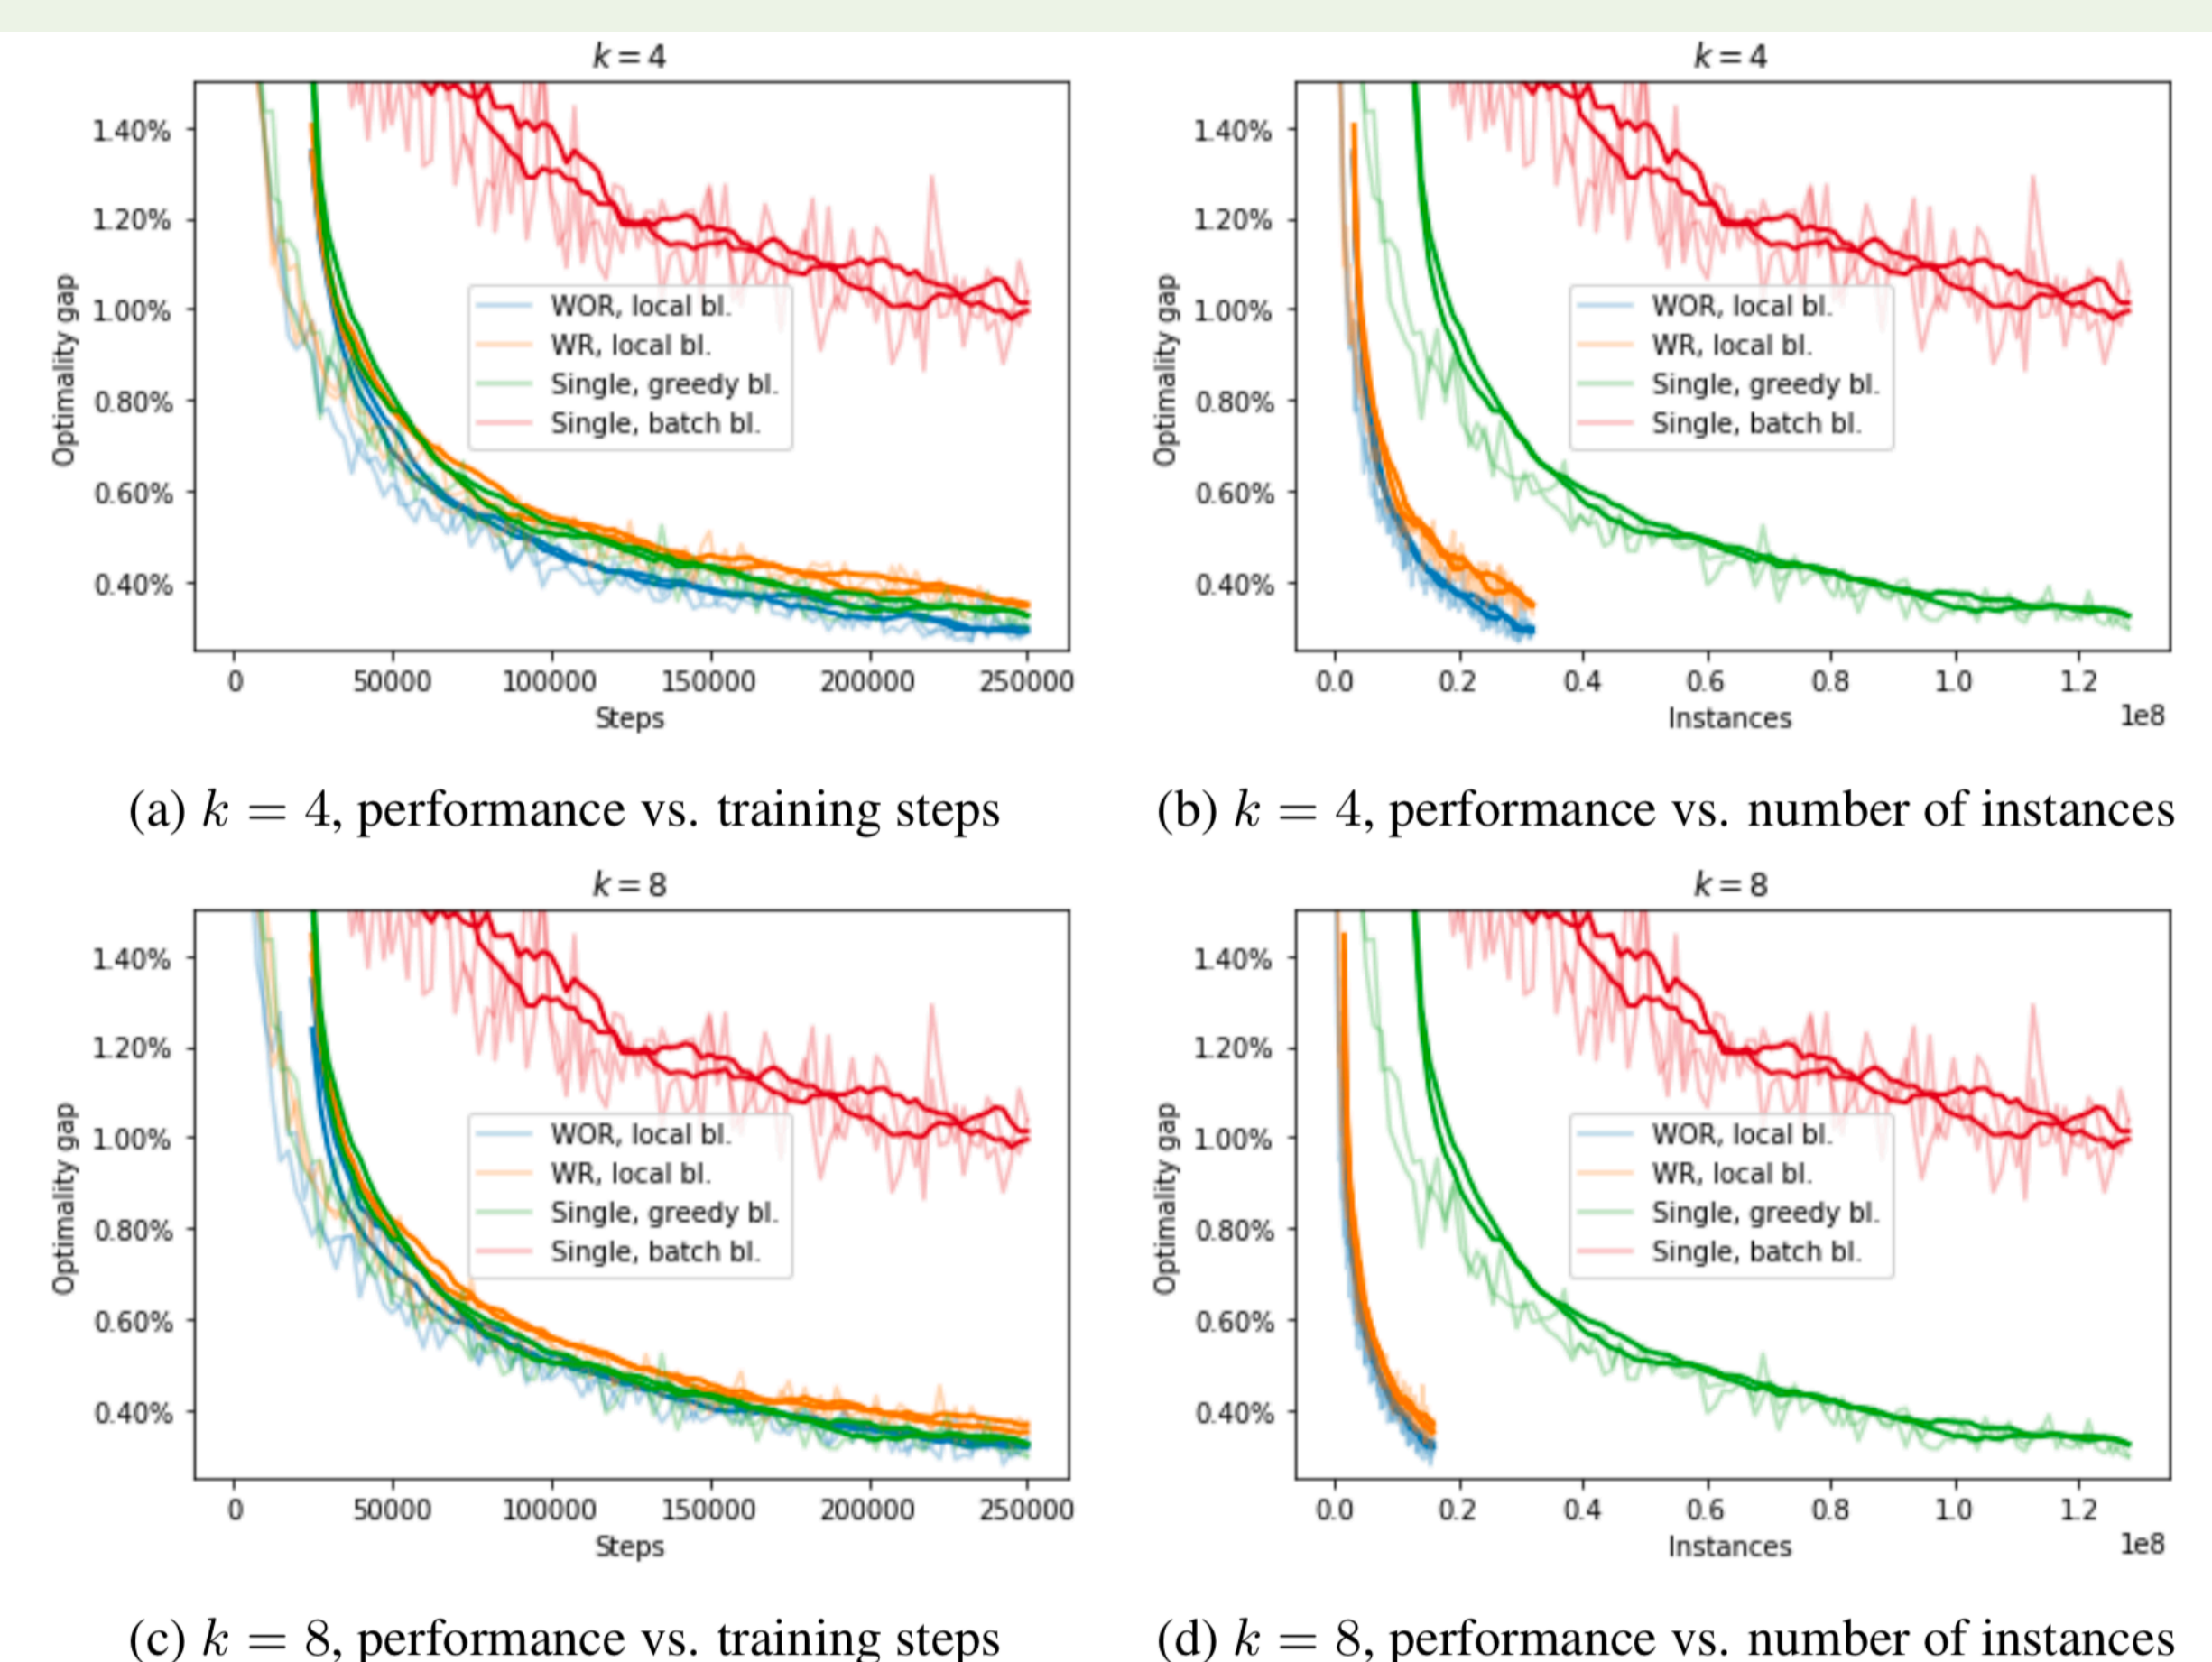 k = 4
1.40%
1.20%
1.00%
0.80%
0.60%
0.40%
Optimality gap
WOR, local bl.
WR, local bl.
Single, greedy bl.
Single, batch bl.
0 50000 100000 150000 200000 250000
Steps
(a) k = 4, performance vs. training steps
k = 4
1.40%
1.20%
1.00%
0.80%
0.60%
0.40%
Optimality gap
WOR, local bl.
WR, local bl.
Single, greedy bl.
Single, batch bl.
0.0 0.2 0.4 0.6 0.8 1.0 1.2
1e8
Instances
(b) k = 4, performance vs. number of instances
k = 8
1.40%
1.20%
1.00%
0.80%
0.60%
0.40%
Optimality gap
WOR, local bl.
WR, local bl.
Single, greedy bl.
Single, batch bl.
0 50000 100000 150000 200000 250000
Steps
(c) k = 8, performance vs. training steps
k = 8
1.40%
1.20%
1.00%
0.80%
0.60%
0.40%
Optimality gap
WOR, local bl.
WR, local bl.
Single, greedy bl.
Single, batch bl.
0.0 0.2 0.4 0.6 0.8 1.0 1.2
1e8
Instances
(d) k = 8, performance vs. number of instances